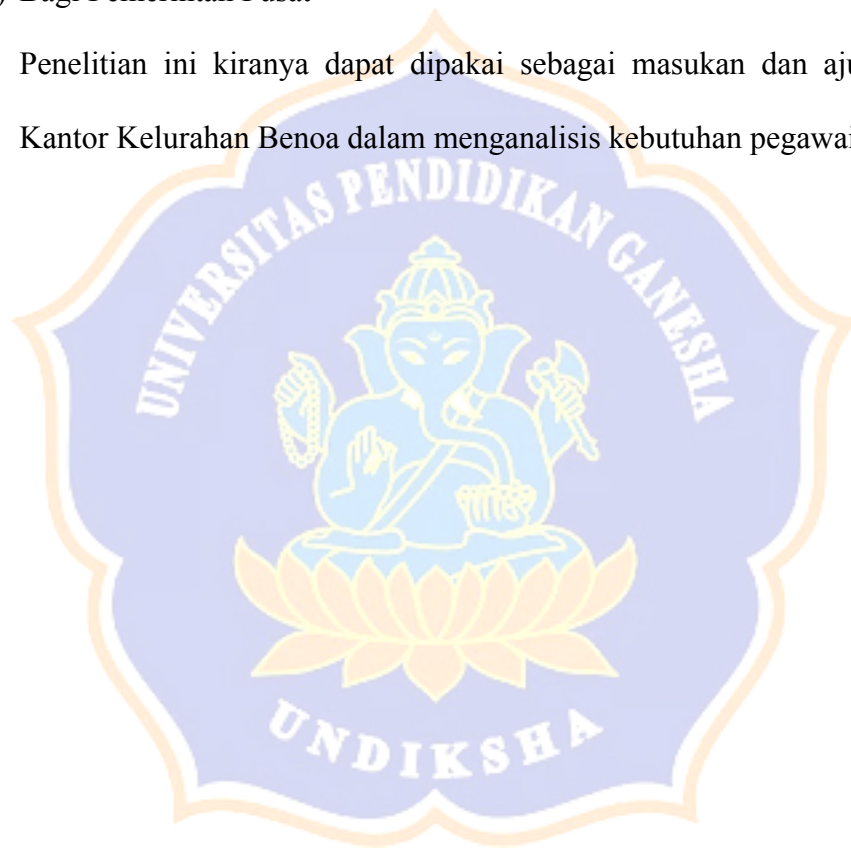 Penelitian ini kiranya dapat dipakai sebagai masukan dan aju
Kantor Kelurahan Benoa dalam menganalisis kebutuhan pegawai
UNIVERSITAS PENDIDIKAN GANESHA
UNDIKSHA